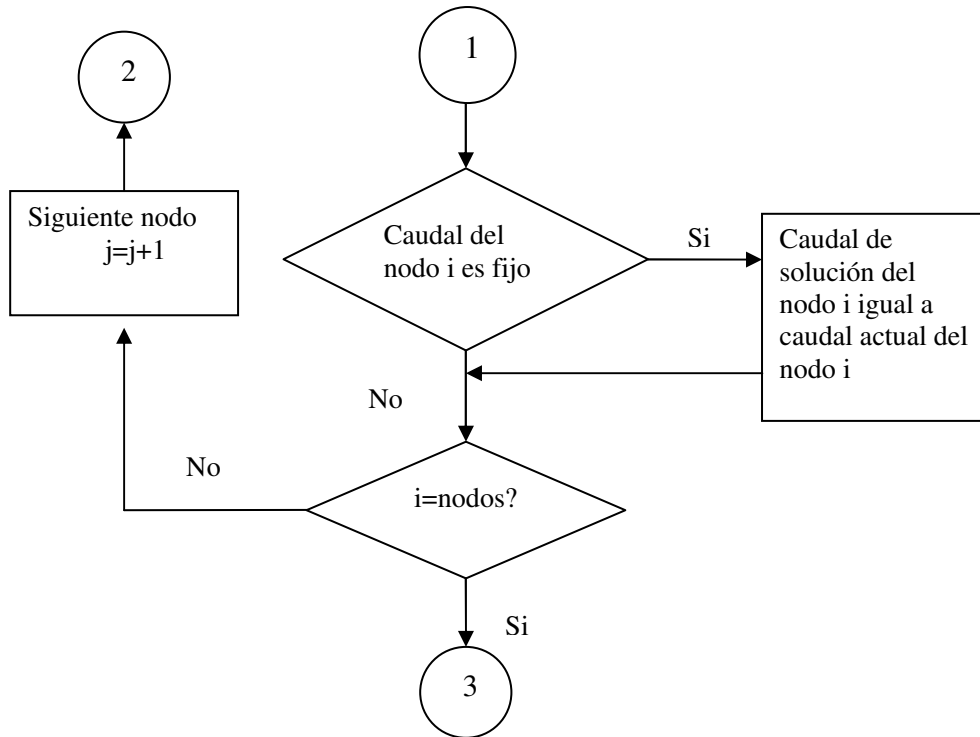 1
2
Siguiente nodo
j=j+1
Caudal del
nodo i es fijo
Si
Caudal de
solución del
nodo i igual a
caudal actual del
nodo i
No
No
i=nodos?
Si
3